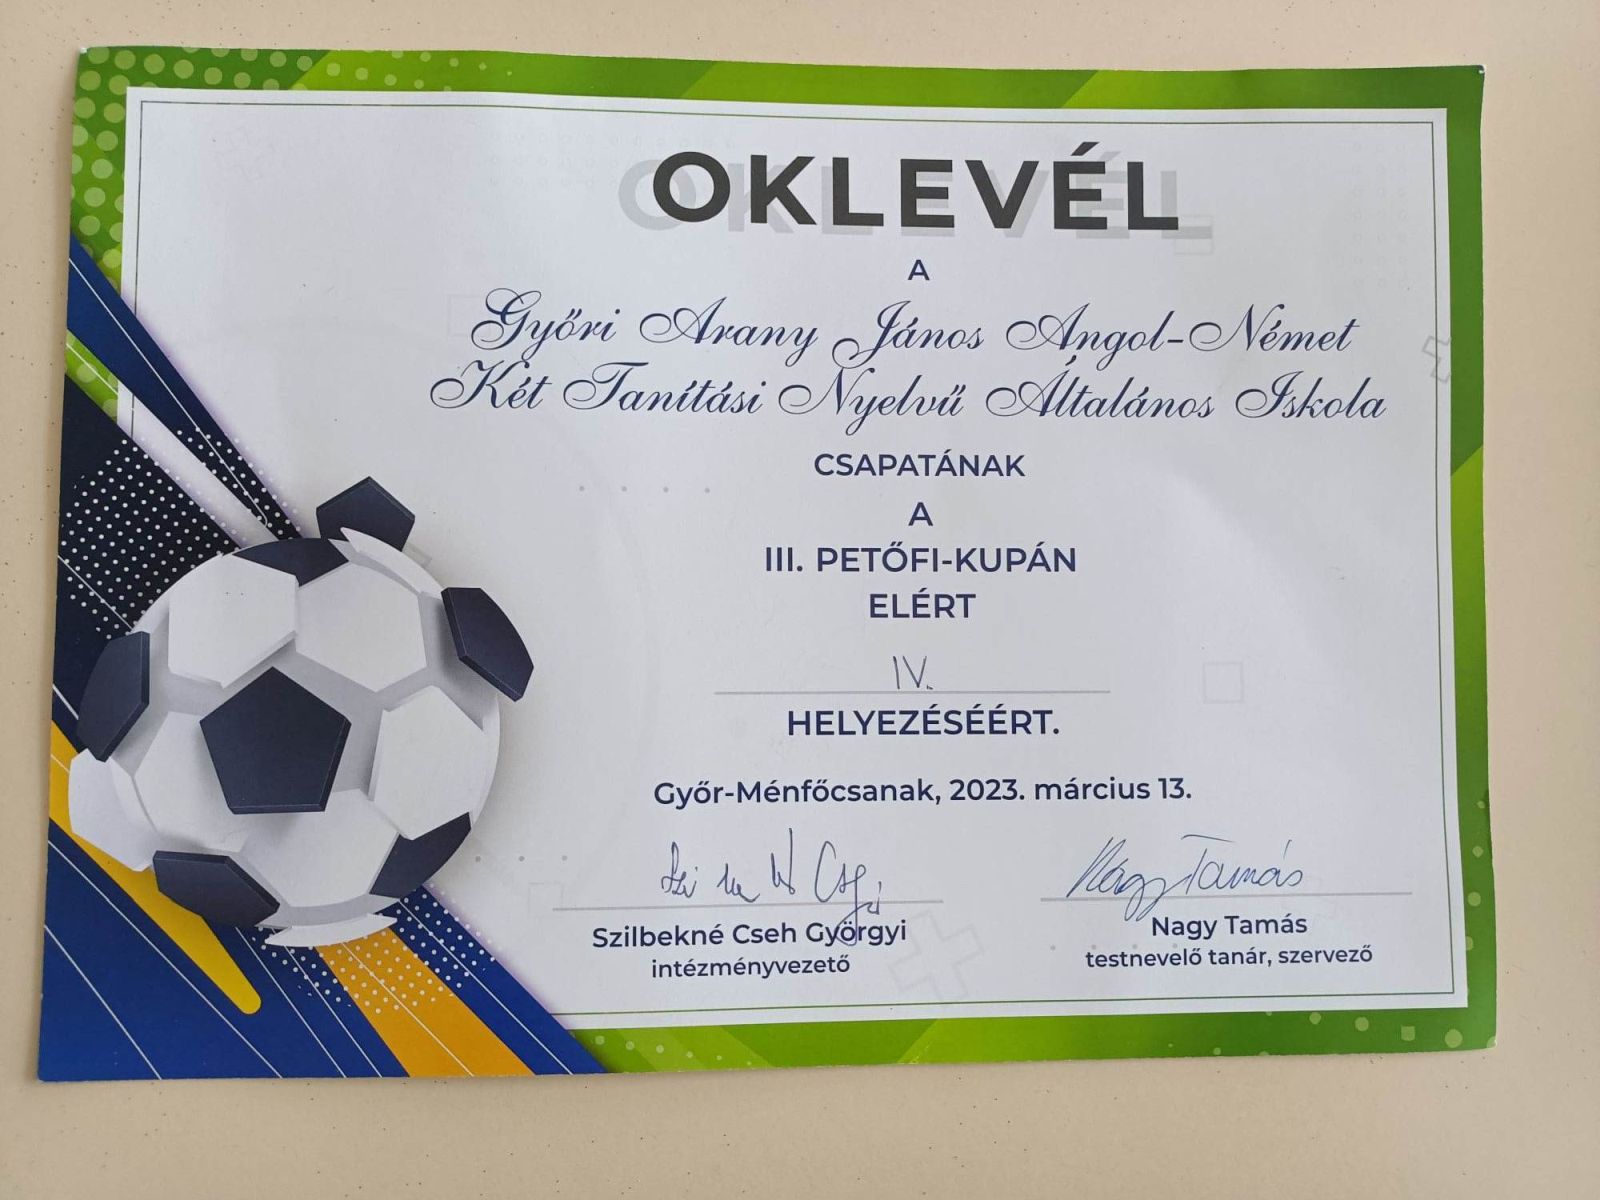 OKLEVÉL
A
Győri Arany János Angol-Német
Két Tanítási Nyelvű Általános Iskola
CSAPATÁNAK
A
III. PETŐFI-KUPÁN
ELÉRT
IV.
HELYEZÉSÉÉRT.
Győr-Ménfőcsanak, 2023. március 13.
Nagy Tamás
Szilbekné Cseh Györgyi
intézményvezető
Nagy Tamás
testnevelő tanár, szervező